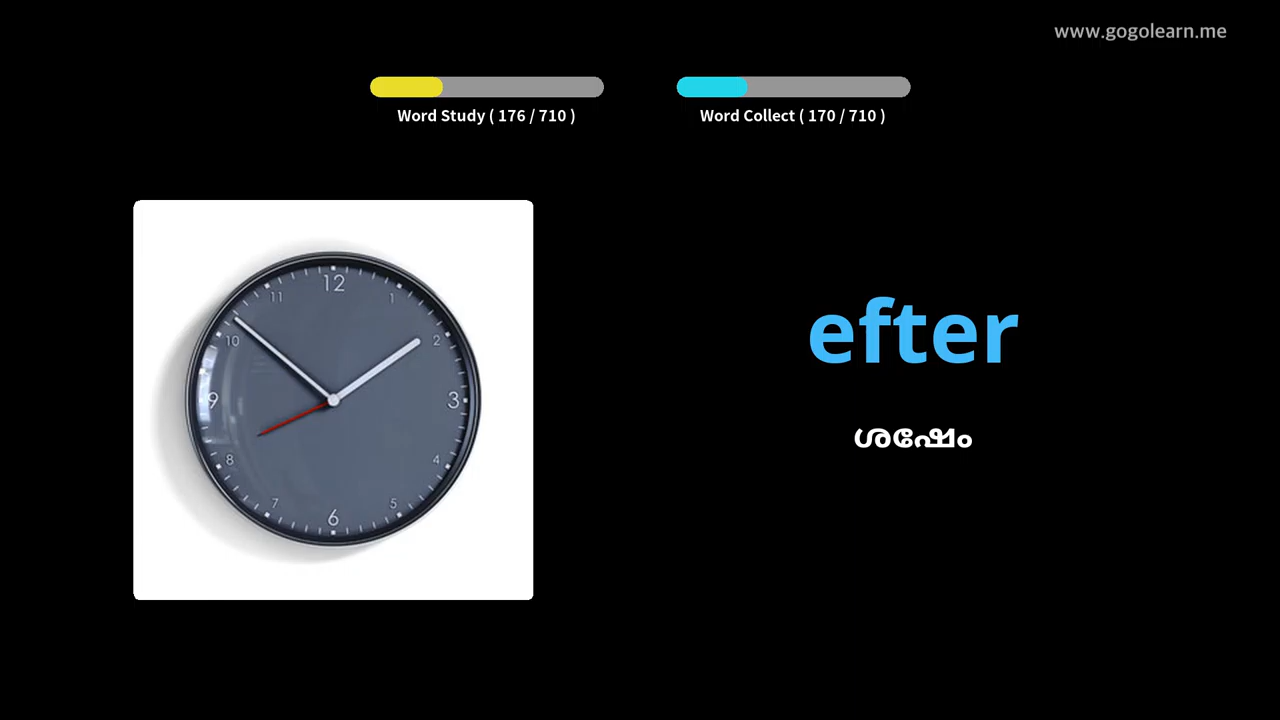 www.gogolearn.me
Word Study ( 176 / 710 )
Word Collect ( 170 / 710 )
12
11
1
10
2
9
3
8
4
7
5
6
efter
ശേഷം